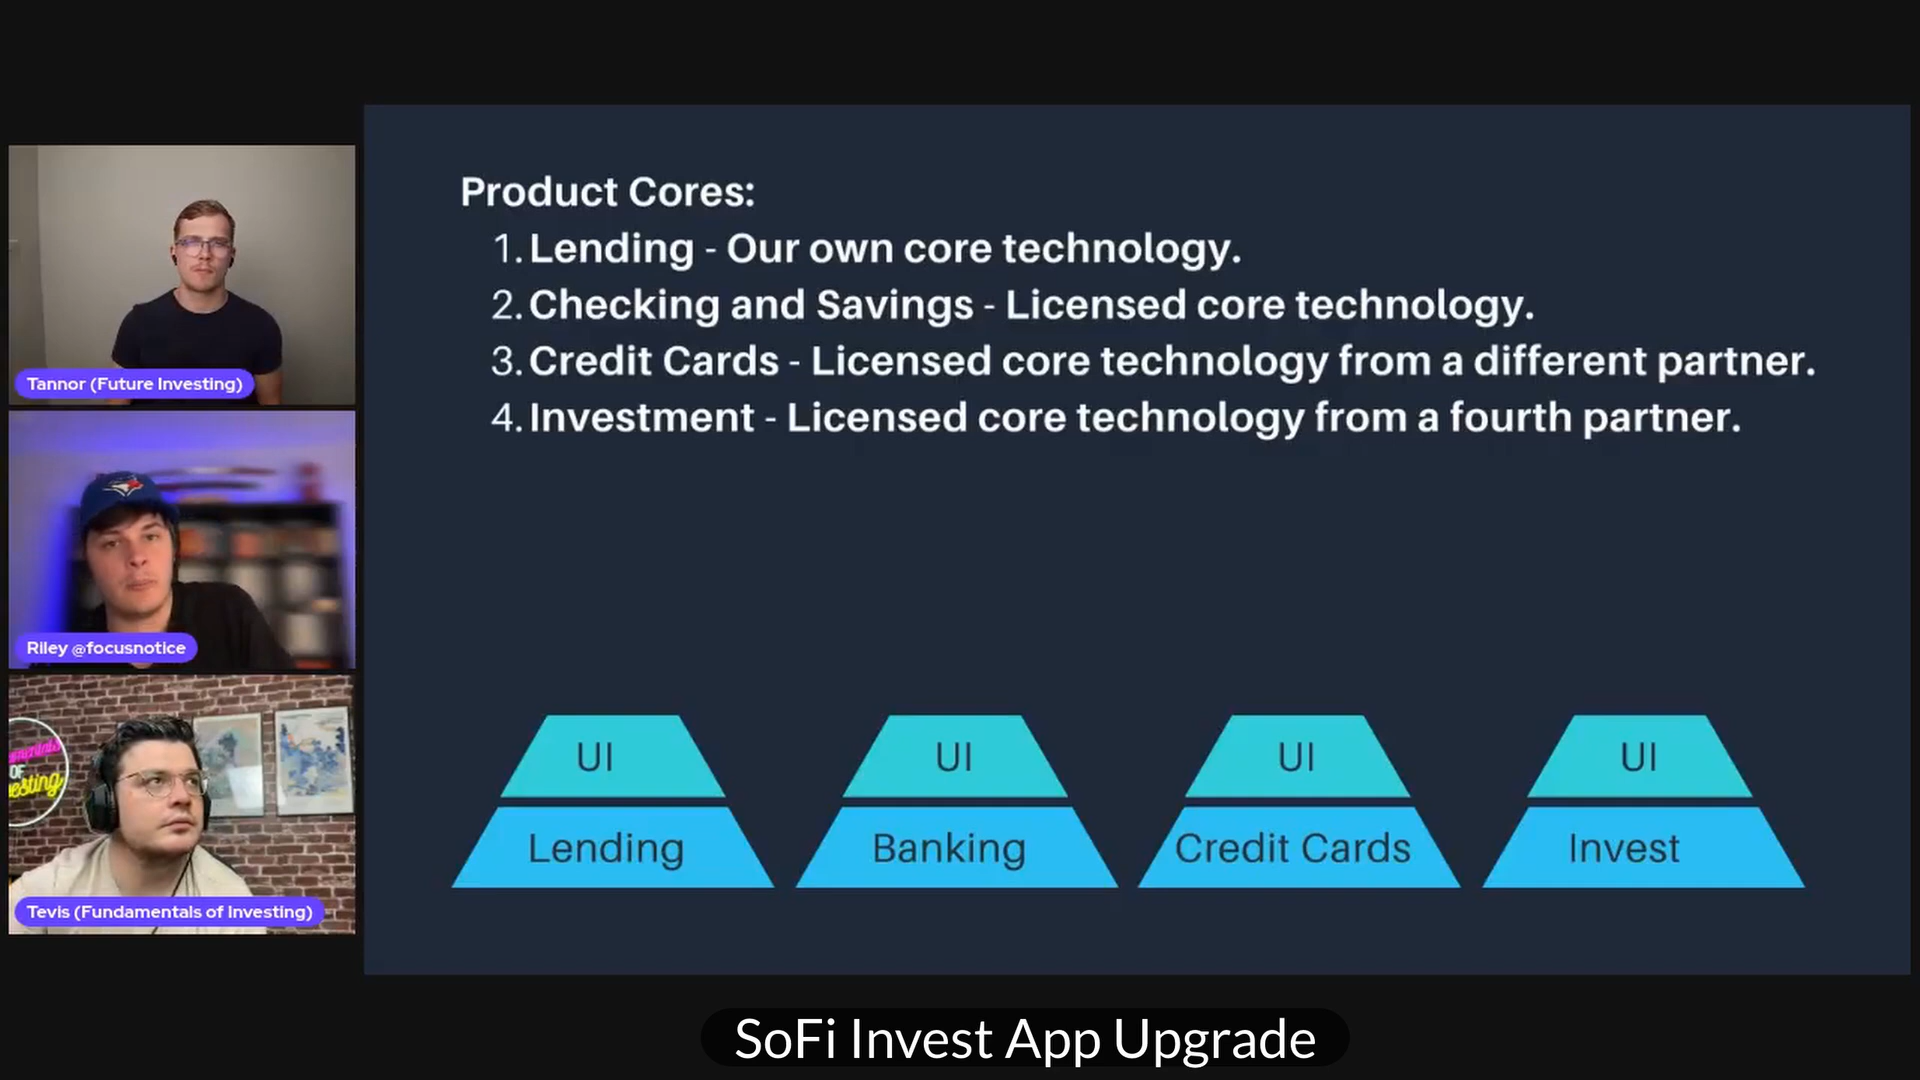 Product Cores:
1. Lending - Our own core technology.
2. Checking and Savings - Licensed core technology.
3. Credit Cards - Licensed core technology from a different partner.
4. Investment - Licensed core technology from a fourth partner.
Tannor (Future Investing)
Riley @focusnotice
OF
Tevis (Fundamentals of Investing)
UI
Lending
UI
Banking
UI
Credit Cards
UI
Invest
SoFi Invest App Upgrade